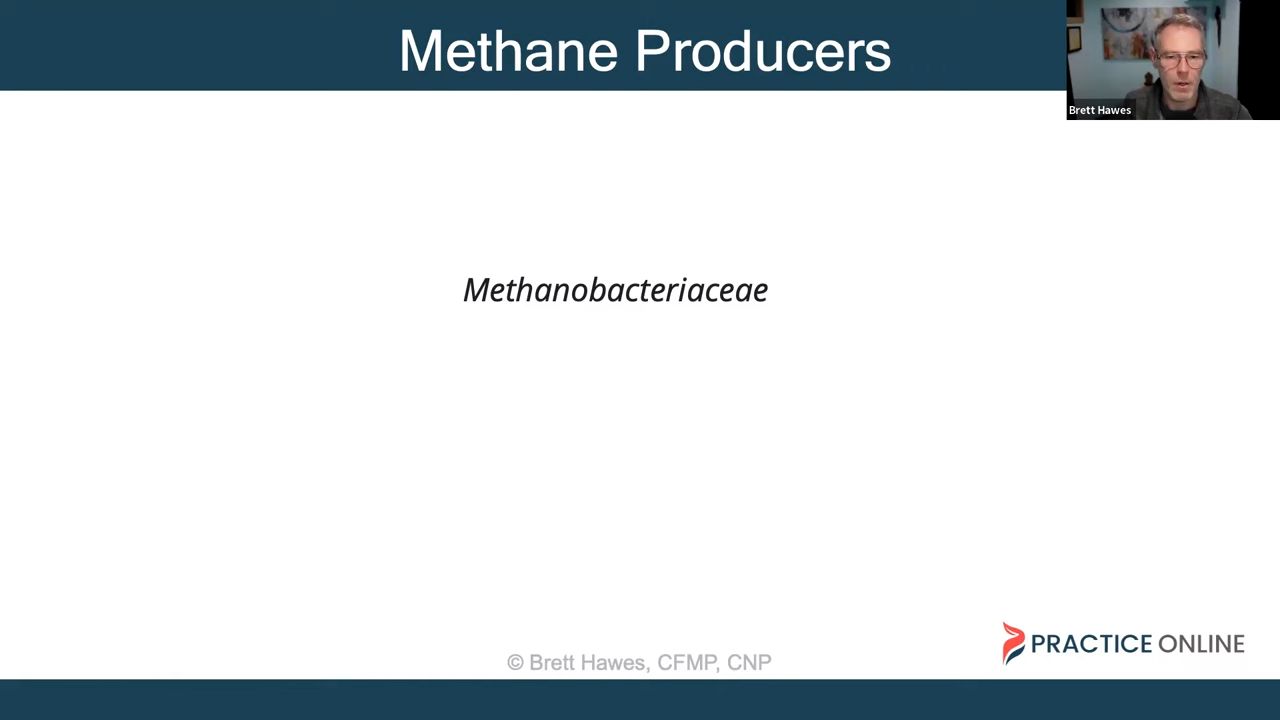 Methane Producers
Brett Hawes
Methanobacteriaceae
PRACTICE ONLINE
© Brett Hawes, CFMP, CNP